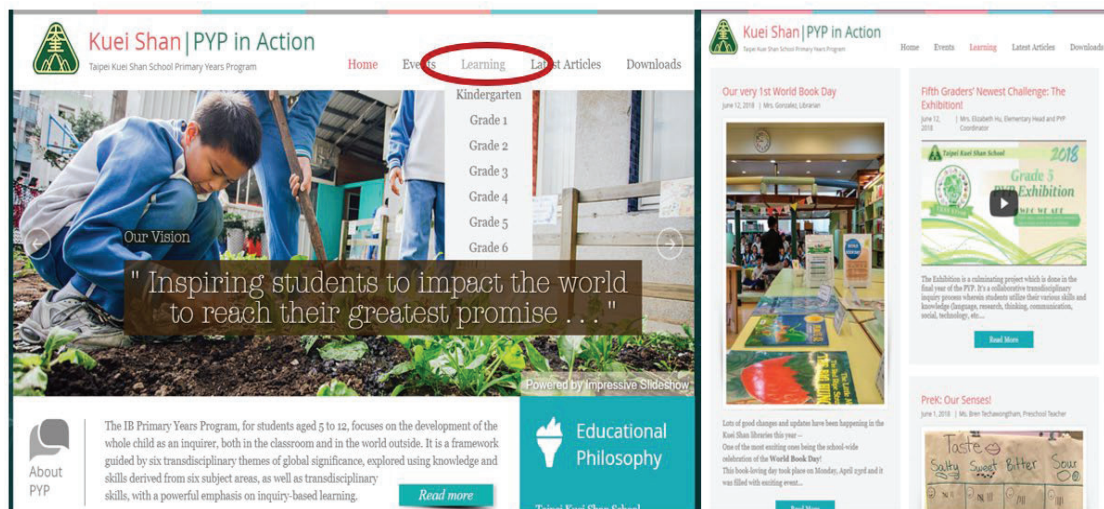 Kuei Shan|PYP in Action
Taipei Kuei Shan School Primary Years Program
Home Events Learning Latest Articles Downloads
Kindergarten
Grade 1
Grade 2
Grade 3
Grade 4
Grade 5
Grade 6
Our Vision
" Inspiring students to impact the world
to reach their greatest promise . . . "
Powered by Impressive Slideshow
About
PYP
The IB Primary Years Program, for students aged 5 to 12, focuses on the development of the
whole child as an inquirer, both in the classroom and in the world outside. It is a framework
guided by six transdisciplinary themes of global significance, explored using knowledge and
skills derived from six subject areas, as well as transdisciplinary
skills, with a powerful emphasis on inquiry-based learning.
Read more
Educational
Philosophy
Taipei Kuei Shan School
Kuei Shan|PYP in Action
Taipei Kuei Shan School Primary Years Program
Home Events Learning Latest Articles Downloads
Our very 1st World Book Day
June 12, 2018 | Mrs. Gonzalez, Librarian
Lots of good changes and updates have been happening in the
Kuei Shan libraries this year –
One of the most exciting ones being the school-wide
celebration of the World Book Day!
This book-loving day took place on Monday, April 23rd and it
was filled with exciting event...
Read More
Fifth Graders' Newest Challenge: The
Exhibition!
June 12, 2018 | Mrs. Elizabeth Hu, Elementary Head and PYP
Coordinator
Taipei Kuei Shan School 2018
Grade 5
PYP Exhibition
WHO WE ARE
The Exhibition is a culminating project which is done in the
final year of the PYP. It's a collaborative transdisciplinary
inquiry process wherein students utilize their various skills and
knowledge (language, research, thinking, communication,
social, technology, etc....
Read More
PreK: Our Senses!
June 1, 2018 | Ms. Bren Techawongtham, Preschool Teacher
Taste
Salty Sweet Bitter Sour